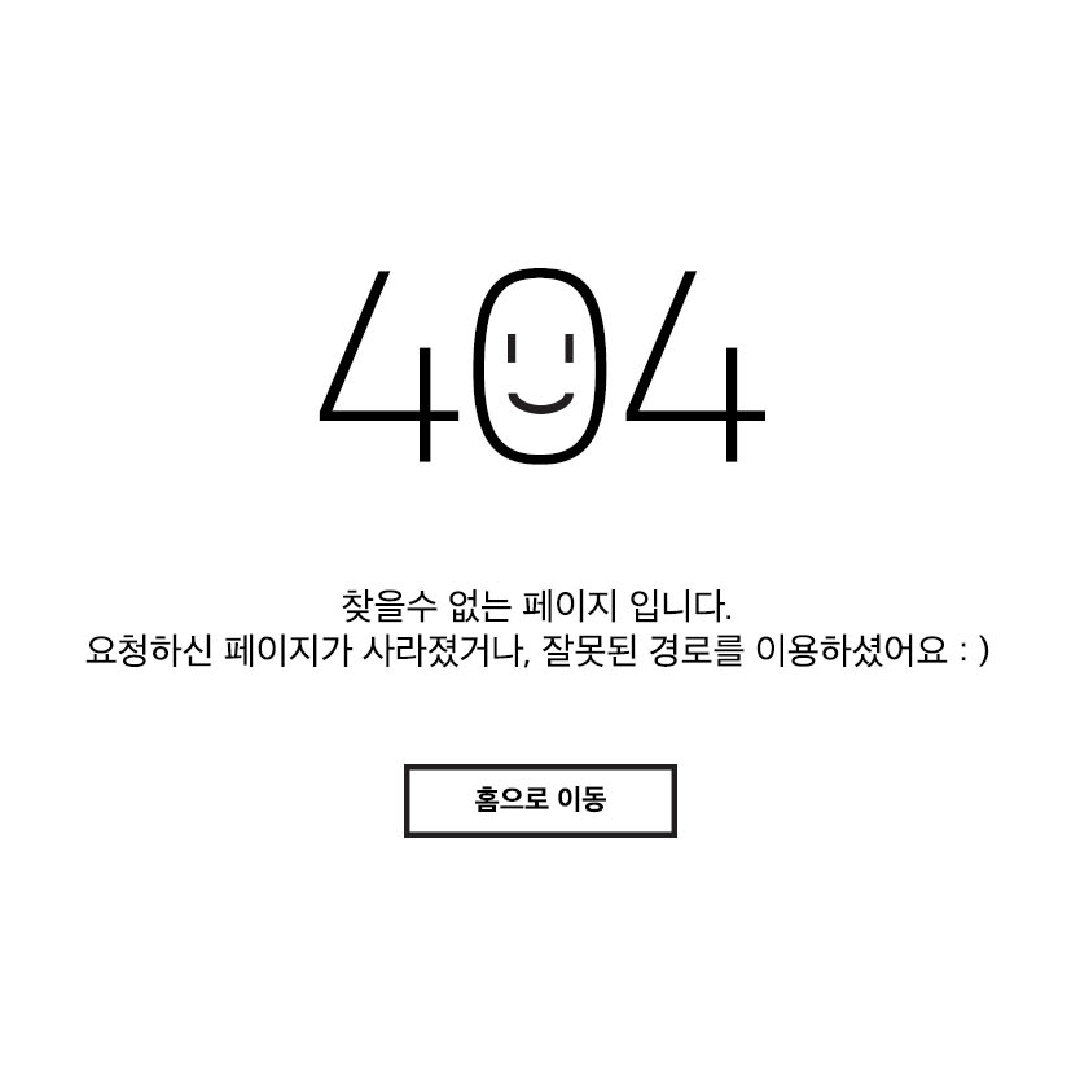 404
찾을수 없는 페이지 입니다.
요청하신 페이지가 사라졌거나, 잘못된 경로를 이용하셨어요 : )
홈으로 이동